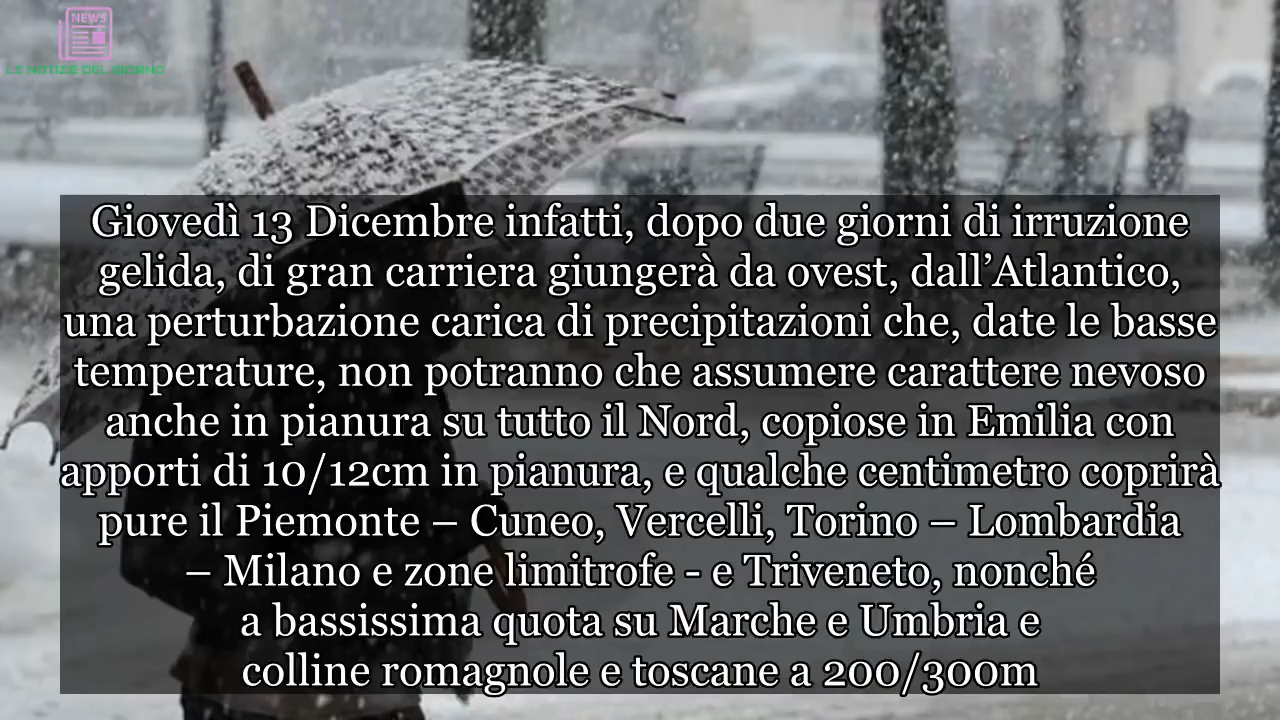 NEWS
LE NOTIZIE DEL GIORNO
Giovedì 13 Dicembre infatti, dopo due giorni di irruzione
gelida, di gran carriera giungerà da ovest, dall’Atlantico,
una perturbazione carica di precipitazioni che, date le basse
temperature, non potranno che assumere carattere nevoso
anche in pianura su tutto il Nord, copiose in Emilia con
apporti di 10/12cm in pianura, e qualche centimetro coprirà
pure il Piemonte – Cuneo, Vercelli, Torino – Lombardia
– Milano e zone limitrofe - e Triveneto, nonché
a bassissima quota su Marche e Umbria e
colline romagnole e toscane a 200/300m